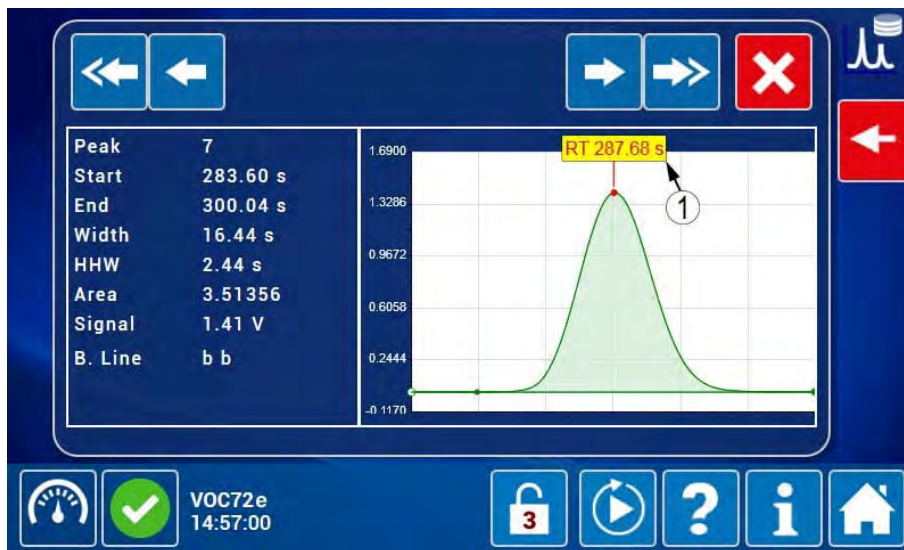 Peak 7
Start 283.60 s
End 300.04 s
Width 16.44 s
HHW 2.44 s
Area 3.51356
Signal 1.41 V
B. Line b b
RT 287.68 s
1
1.6900
1.3286
0.9672
0.6058
0.2444
-0.1170
VOC72e
14:57:00
3
?
i